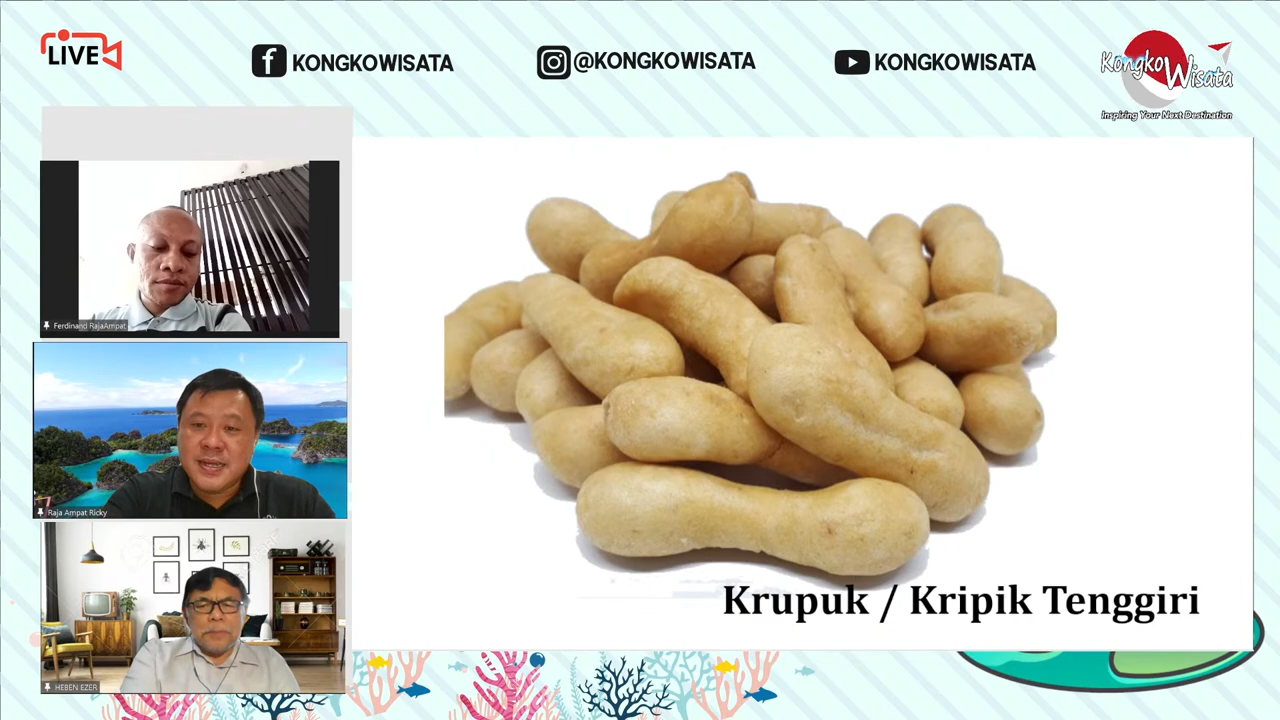 LIVE
KONGKOWISATA
@KONGKOWISATA
KONGKOWISATA
Kongko Wisata
Inspiring Your Next Destination
Ferdinand RajaAmpat
Raja Ampat Ricky
HEBEN EZER
Krupuk / Kripik Tenggiri